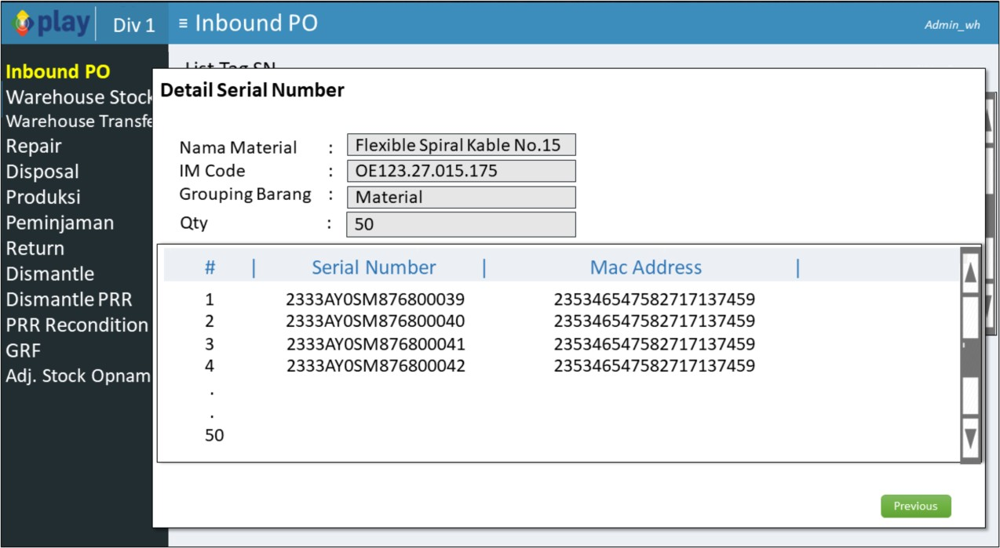 play Div 1 ≡ Inbound PO Admin_wh
Inbound PO
Warehouse Stock
Warehouse Transfe
Repair
Disposal
Produksi
Peminjaman
Return
Dismantle
Dismantle PRR
PRR Recondition
GRF
Adj. Stock Opnam
List Tag SN
Detail Serial Number
Nama Material : Flexible Spiral Kable No.15
IM Code : OE123.27.015.175
Grouping Barang : Material
Qty : 50
# | Serial Number | Mac Address |
1 2333AY0SM876800039 235346547582717137459
2 2333AY0SM876800040 235346547582717137459
3 2333AY0SM876800041 235346547582717137459
4 2333AY0SM876800042 235346547582717137459
.
.
50
Previous